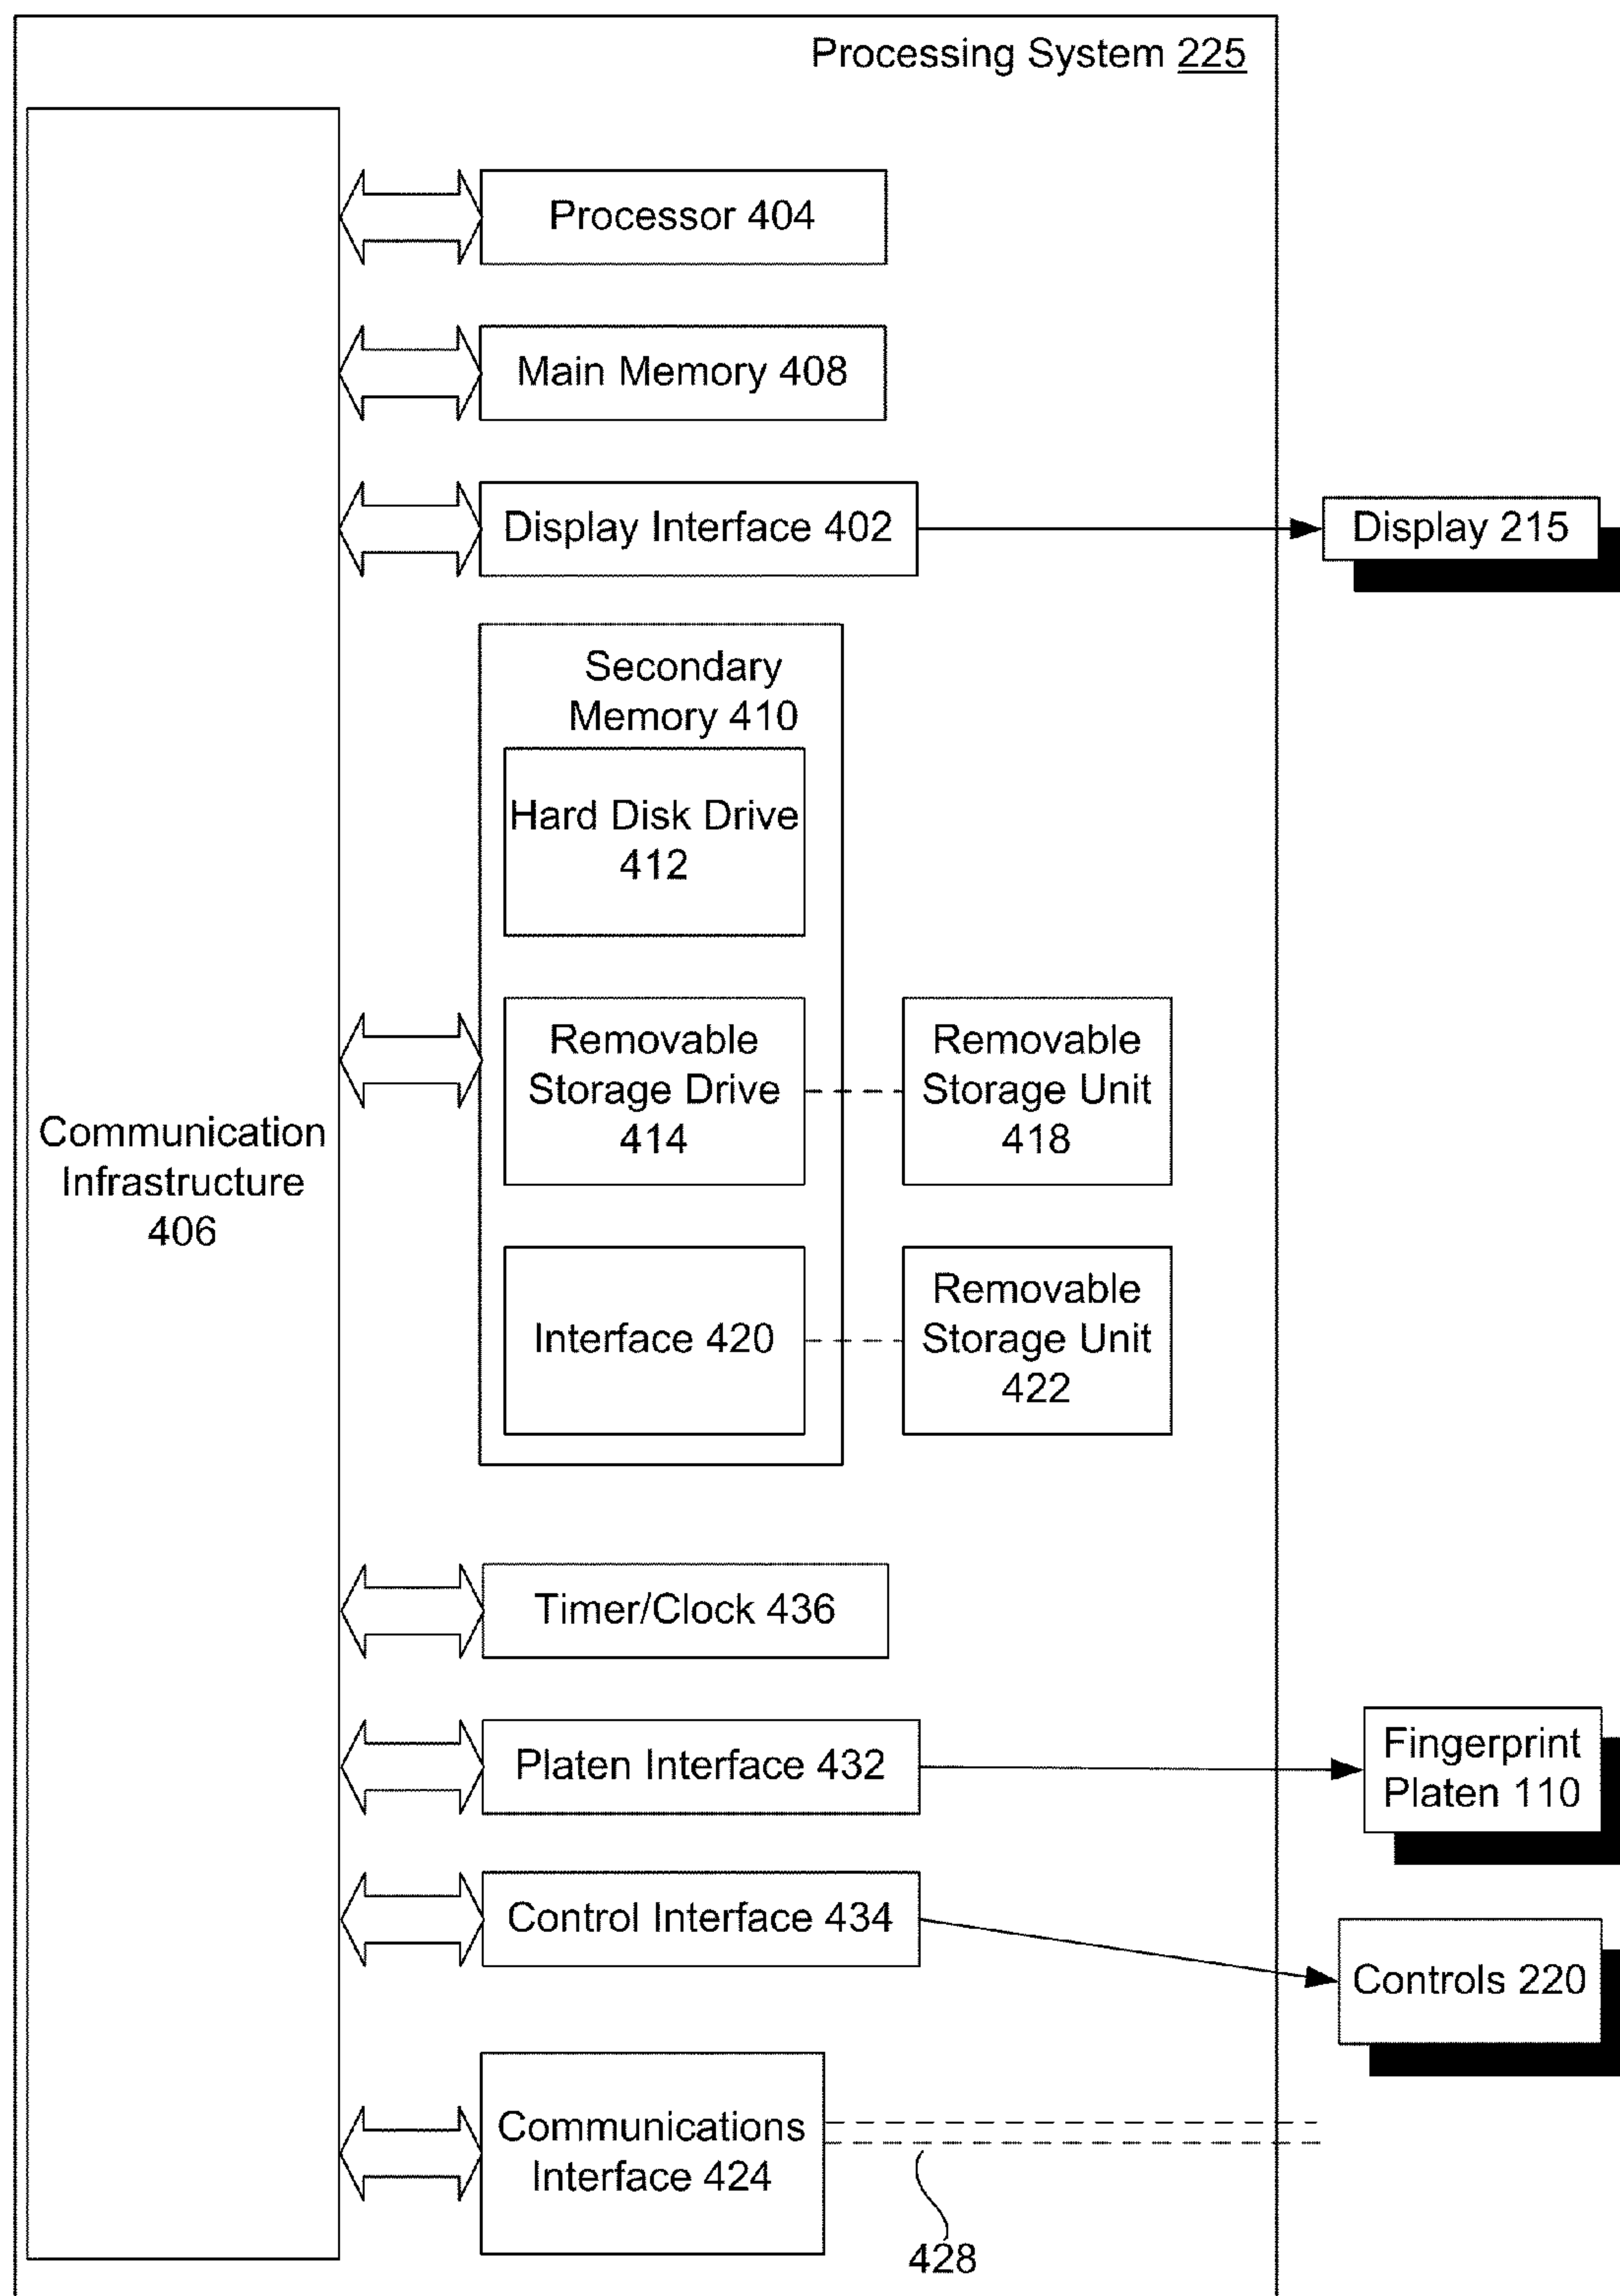 Processing System 225
Processor 404
Main Memory 408
Display Interface 402
Display 215
Secondary
Memory 410
Hard Disk Drive
412
Removable
Storage Drive
414
Removable
Storage Unit
418
Communication
Infrastructure
406
Interface 420
Removable
Storage Unit
422
Timer/Clock 436
Platen Interface 432
Fingerprint
Platen 110
Control Interface 434
Controls 220
Communications
Interface 424
428